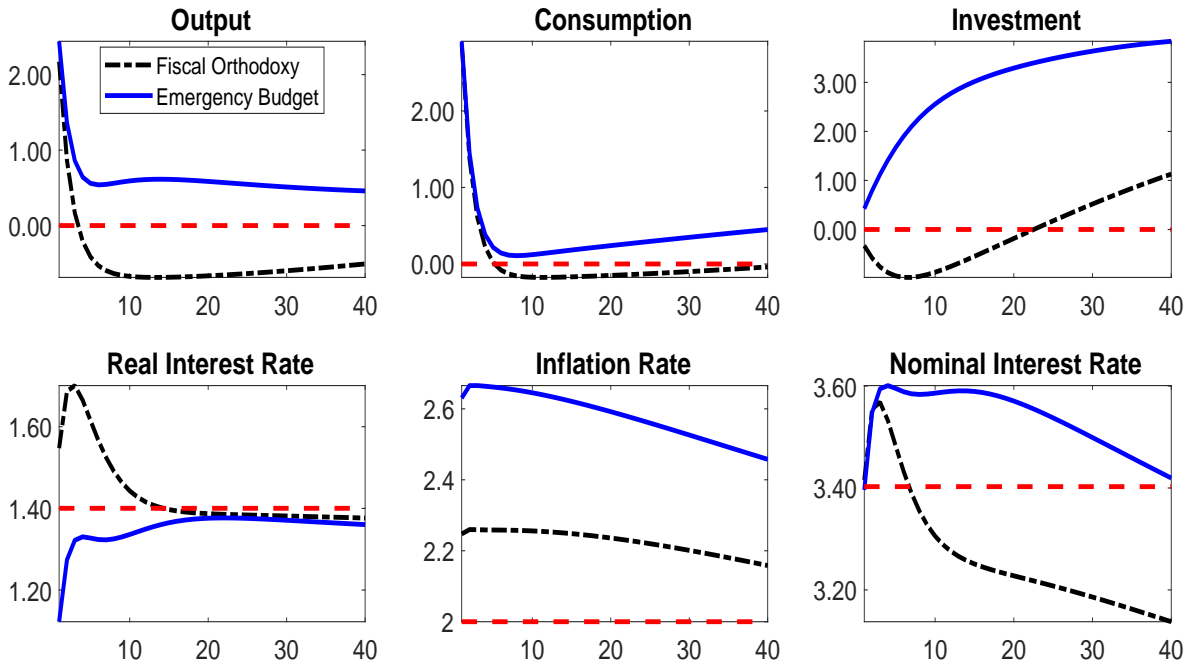 Output
2.00
1.00
0.00
10 20 30 40
Fiscal Orthodoxy
Emergency Budget
Consumption
2.00
1.00
0.00
10 20 30 40
Investment
3.00
2.00
1.00
0.00
10 20 30 40
Real Interest Rate
1.60
1.40
1.20
10 20 30 40
Inflation Rate
2.6
2.4
2.2
2
10 20 30 40
Nominal Interest Rate
3.60
3.40
3.20
10 20 30 40